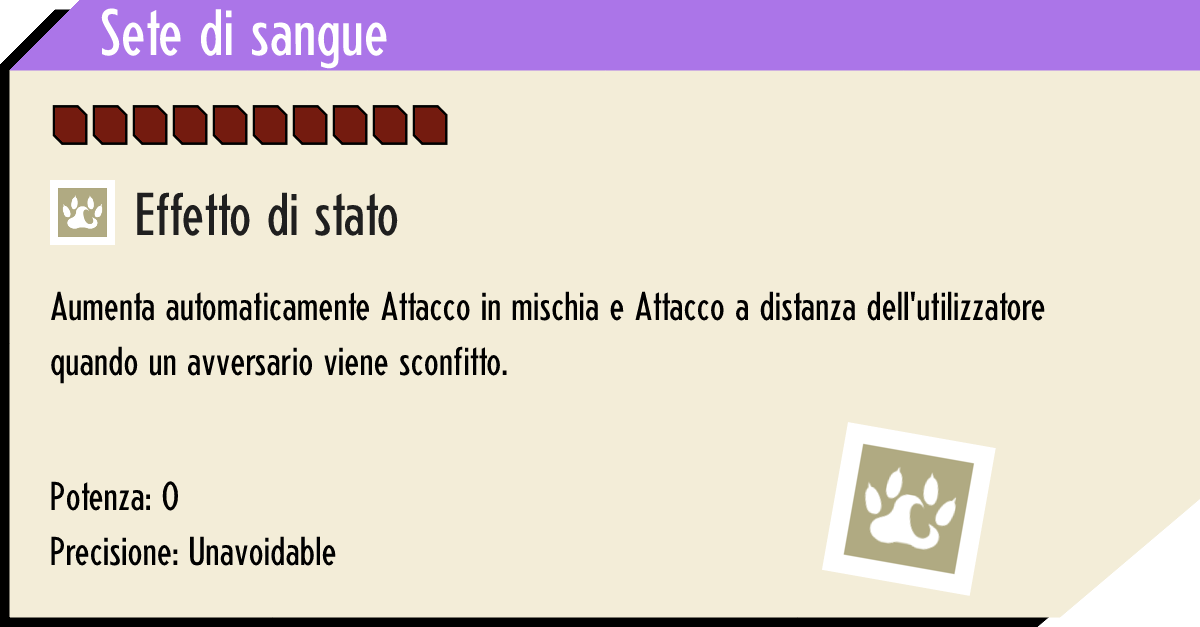 Sete di sangue
Effetto di stato
Aumenta automaticamente Attacco in mischia e Attacco a distanza dell'utilizzatore
quando un avversario viene sconfitto.
Potenza: 0
Precisione: Unavoidable